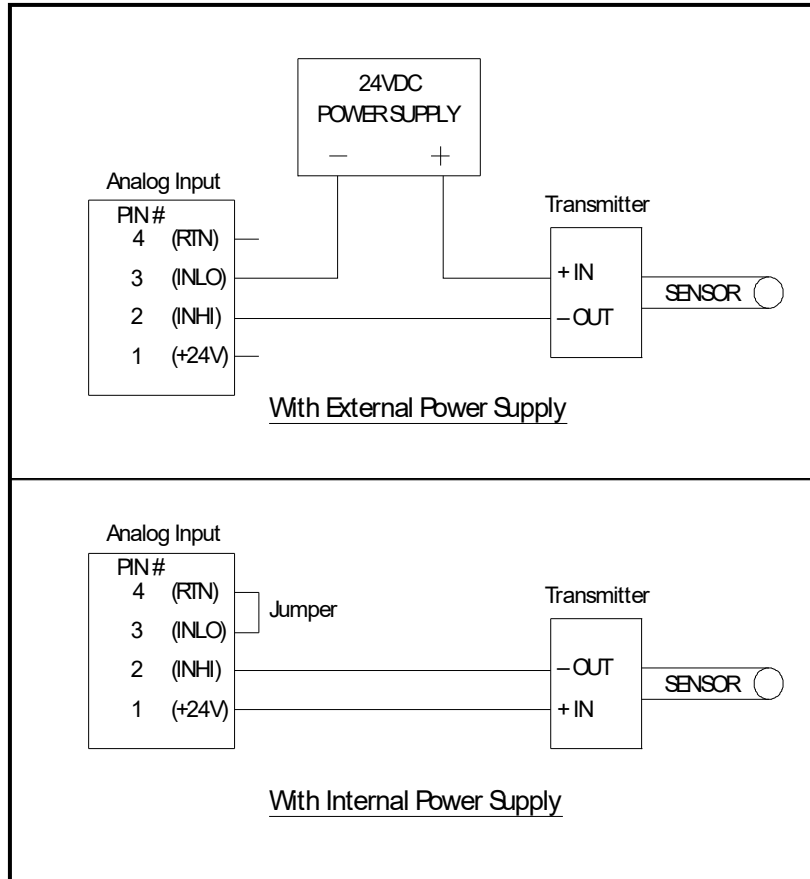 24VDC
POWER SUPPLY
— +
Analog Input
PIN #
4 (RTN)
3 (INLO)
2 (INHI)
1 (+24V)
Transmitter
+ IN
– OUT
SENSOR
With External Power Supply
Analog Input
PIN #
4 (RTN)
3 (INLO)
2 (INHI)
1 (+24V)
Jumper
Transmitter
– OUT
+ IN
SENSOR
With Internal Power Supply